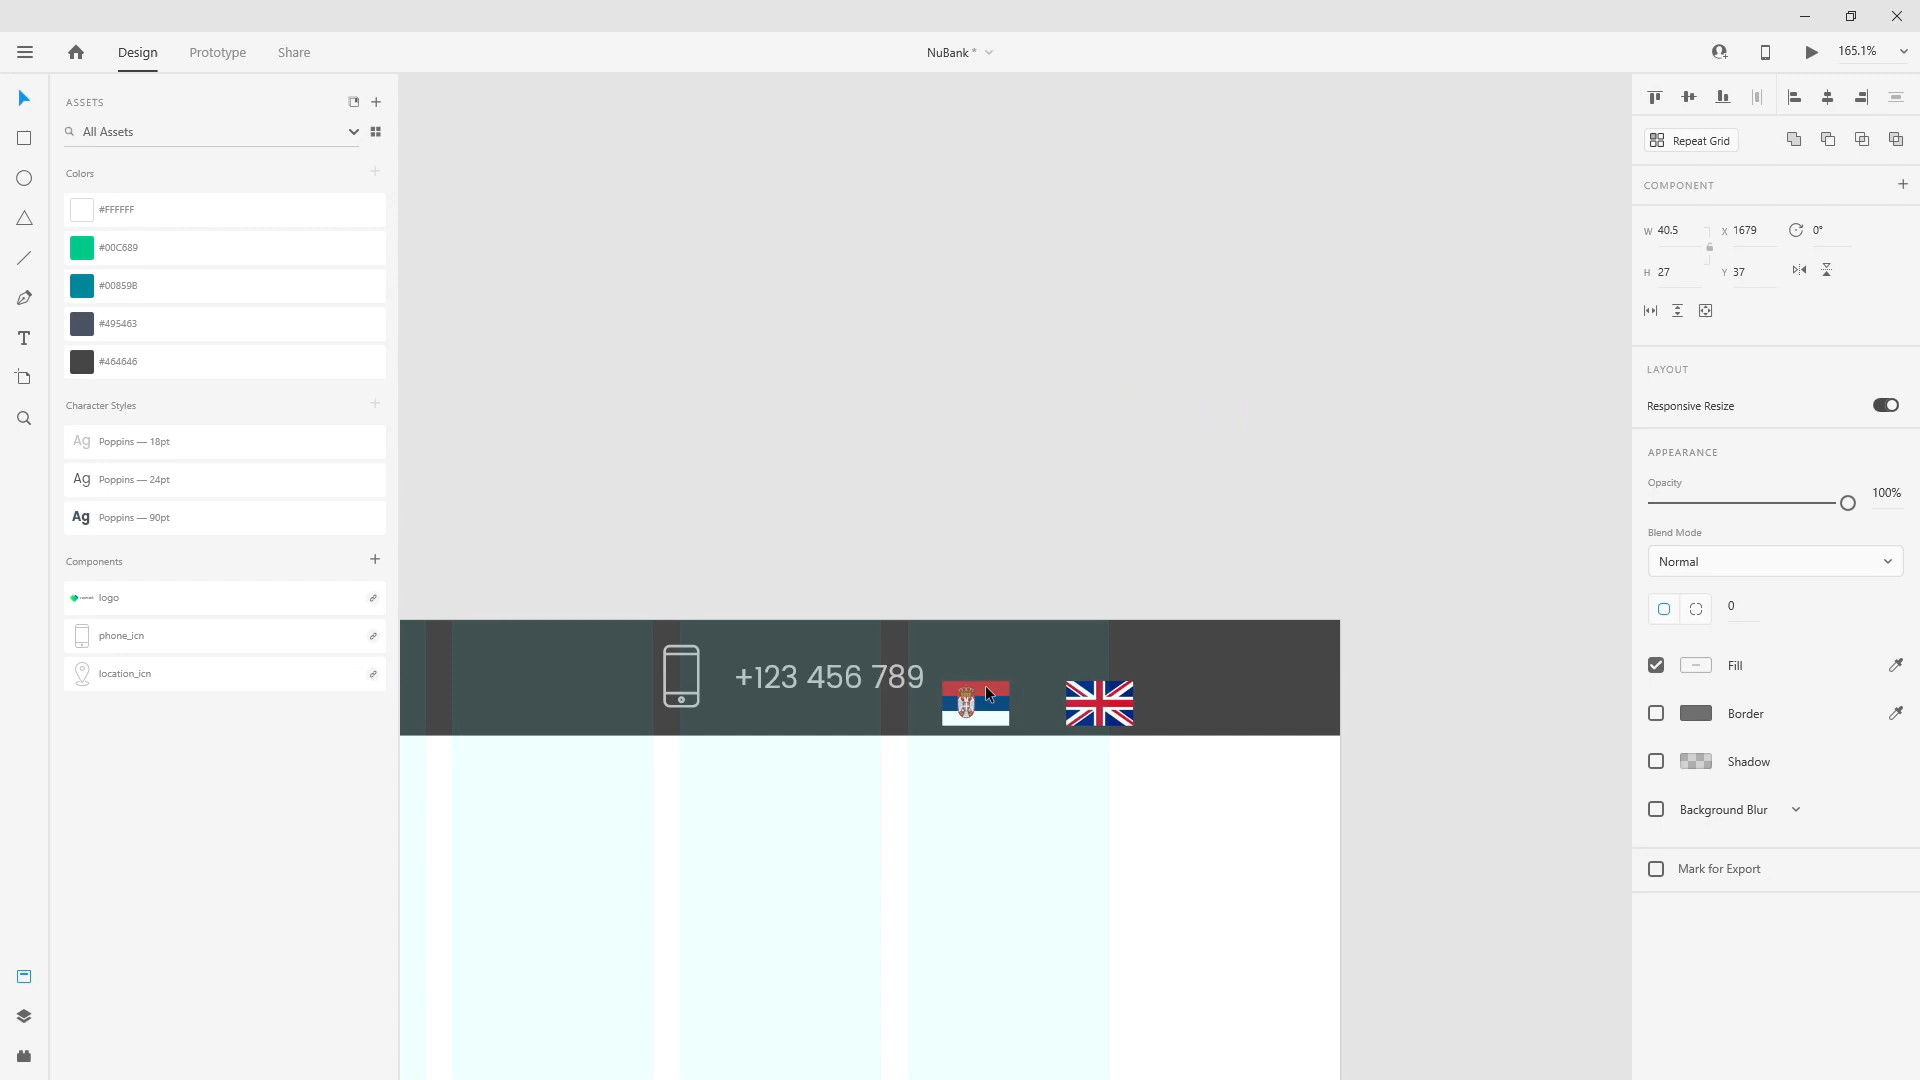 Design
Prototype
Share
NuBank *
165.1%
ASSETS
All Assets
Colors
#FFFFFF
#00C689
#00859B
#495463
#464646
Character Styles
Ag Poppins — 18pt
Ag Poppins — 24pt
Ag Poppins — 90pt
Components
logo
phone_icn
location_icn
+123 456 789
Repeat Grid
COMPONENT
W 40.5 X 1679 0°
H 27 Y 37
LAYOUT
Responsive Resize
APPEARANCE
Opacity
100%
Blend Mode
Normal
0
Fill
Border
Shadow
Background Blur
Mark for Export